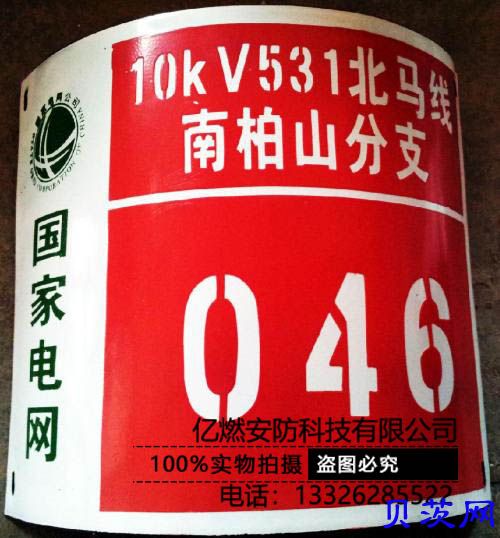 10kV531北马线
南柏山分支
国家电网
046
亿燃安防科技有限公司
100%实物拍摄 盗图必究
电话：13326285522
贝茨网